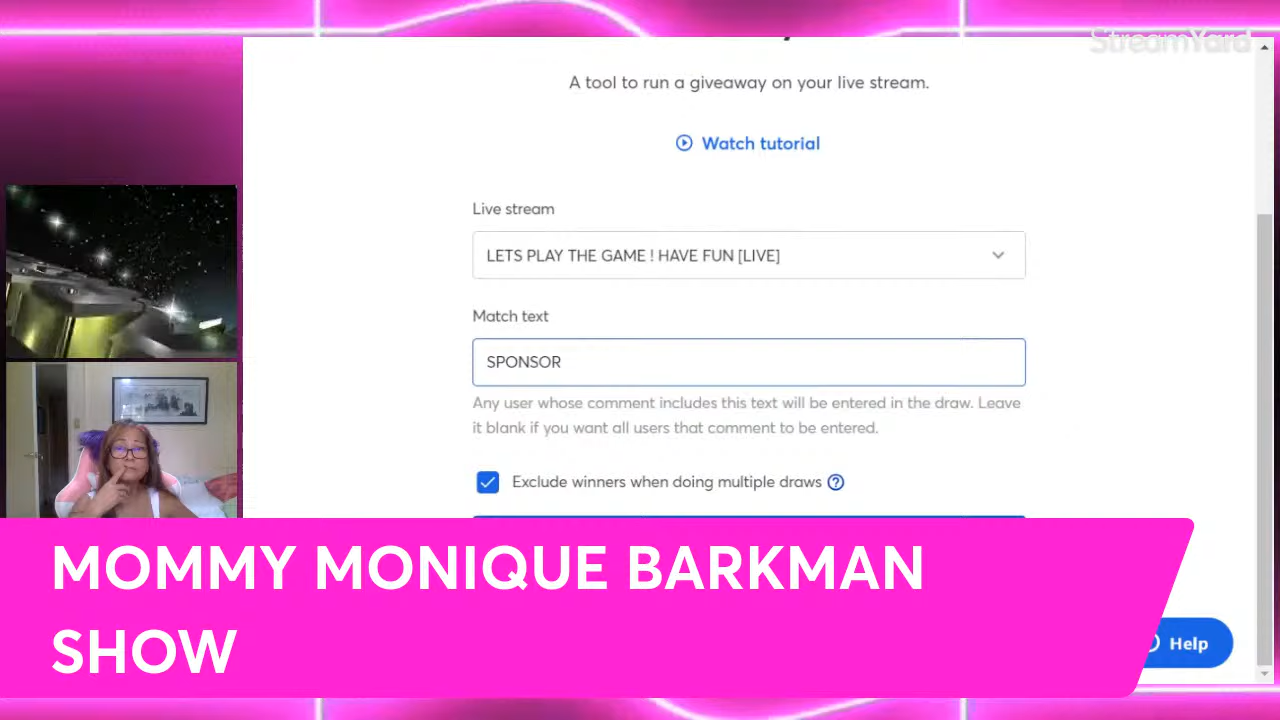 StreamYard
A tool to run a giveaway on your live stream.
Watch tutorial
Live stream
LETS PLAY THE GAME ! HAVE FUN [LIVE]
Match text
SPONSOR
Any user whose comment includes this text will be entered in the draw. Leave
it blank if you want all users that comment to be entered.
Exclude winners when doing multiple draws
MOMMY MONIQUE BARKMAN
SHOW
Help